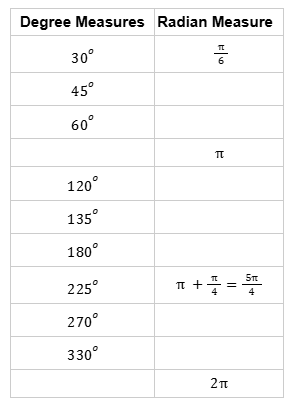 Degree Measures Radian Measure
30° π/6
45°
60°
π
120°
135°
180°
225° π + π/4 = 5π/4
270°
330°
2π